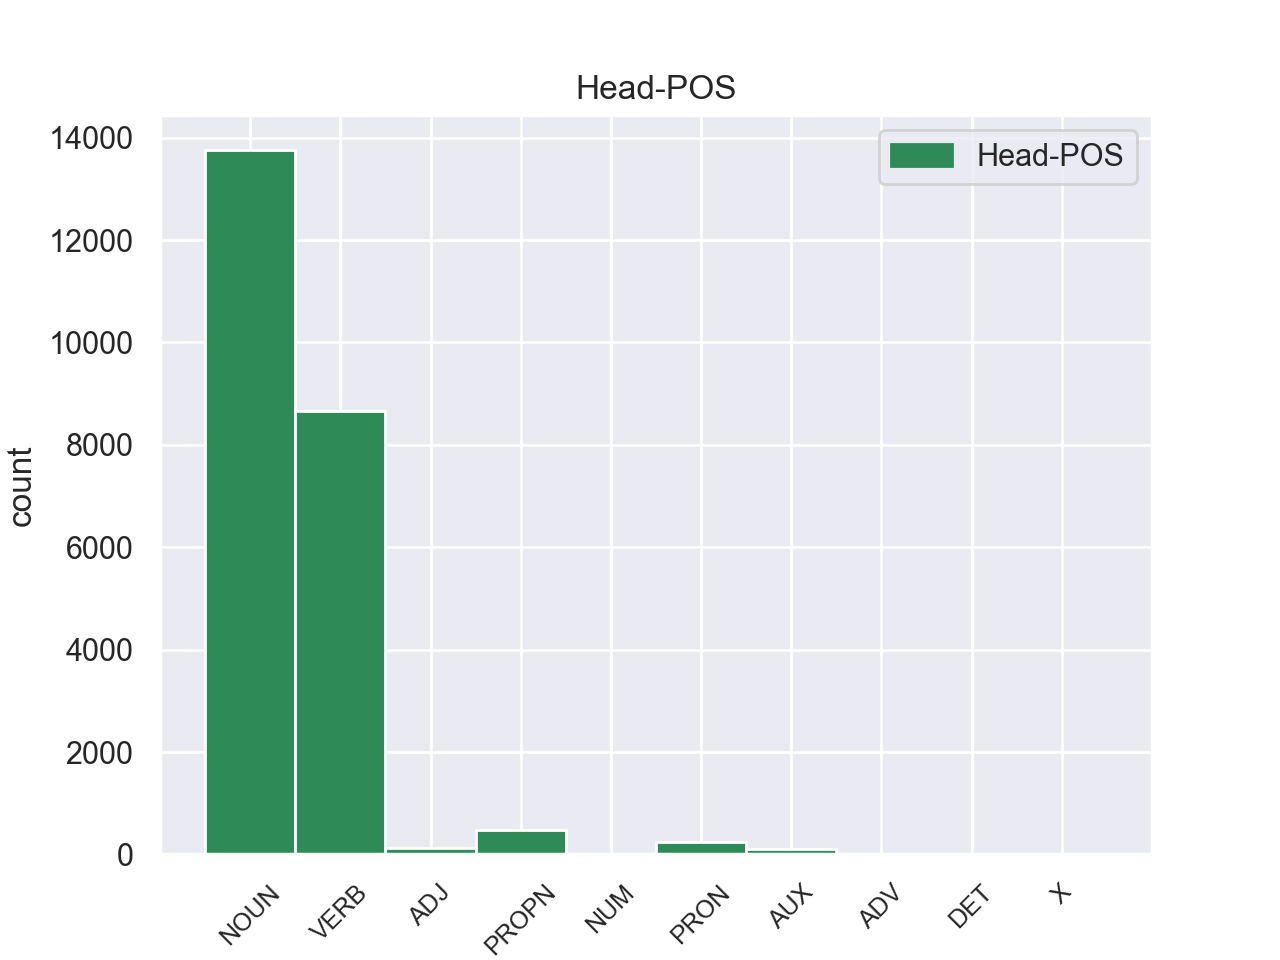 Head-POS
Head-POS
14000
12000
10000
8000
6000
4000
2000
0
count
NOUN
VERB
ADJ
PROPN
NUM
PRON
AUX
ADV
DET
X